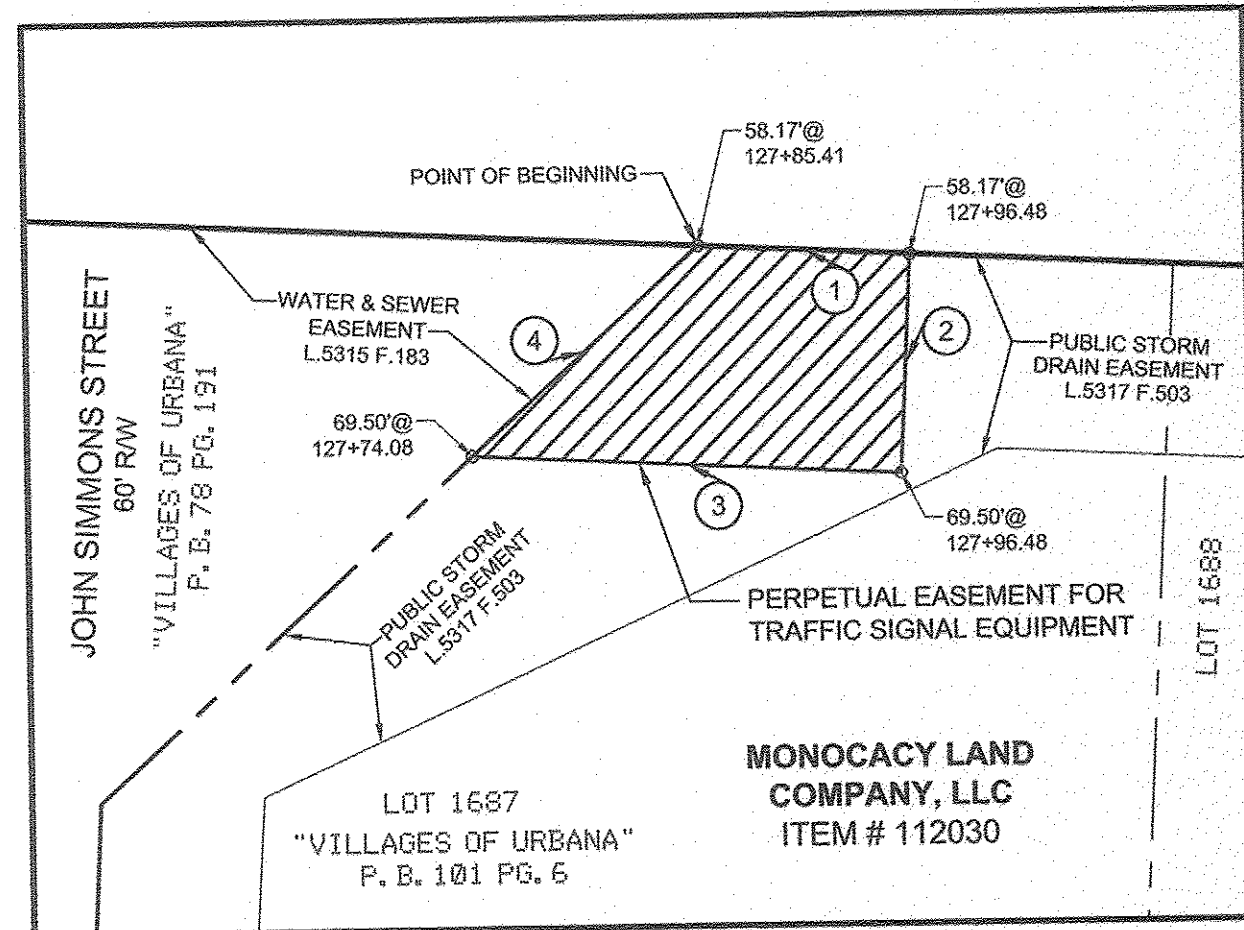 58.17'@
127+85.41
POINT OF BEGINNING
58.17'@
127+96.48
1
WATER & SEWER
EASEMENT
L.5315 F.183
4
2
PUBLIC STORM
DRAIN EASEMENT
L.5317 F.503
JOHN SIMMONS STREET
60' R/W
"VILLAGES OF URBANA"
P.B. 78 PG. 191
69.50'@
127+74.08
3
69.50'@
127+96.48
PUBLIC STORM
DRAIN EASEMENT
L.5317 F.503
PERPETUAL EASEMENT FOR
TRAFFIC SIGNAL EQUIPMENT
LOT 1688
MONOCACY LAND
COMPANY, LLC
ITEM # 112030
LOT 1687
"VILLAGES OF URBANA"
P.B. 101 PG. 6